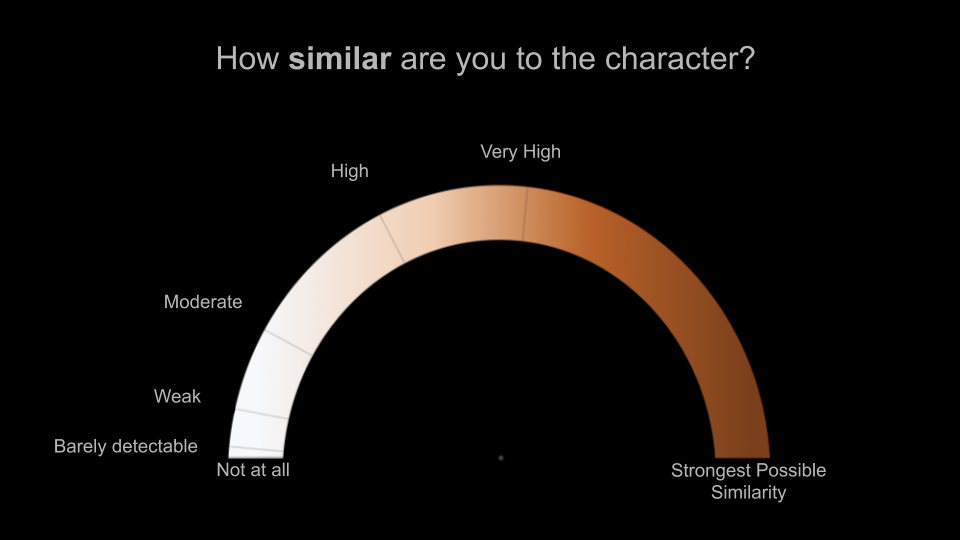 How similar are you to the character?
Very High
High
Moderate
Weak
Barely detectable
Not at all
Strongest Possible
Similarity